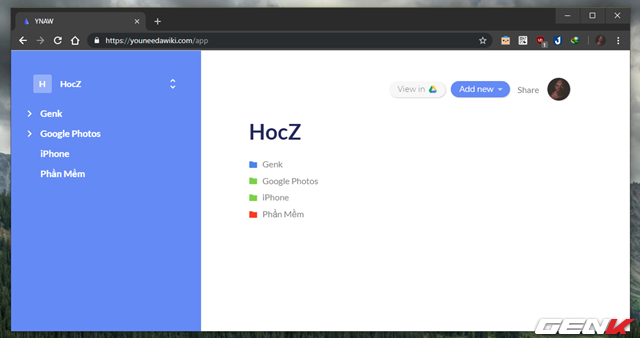 YNAW
https://youneedawiki.com/app
1
H HocZ
Genk
Google Photos
iPhone
Phần Mềm
View in
Add new
Share
HocZ
Genk
Google Photos
iPhone
Phần Mềm
GENK